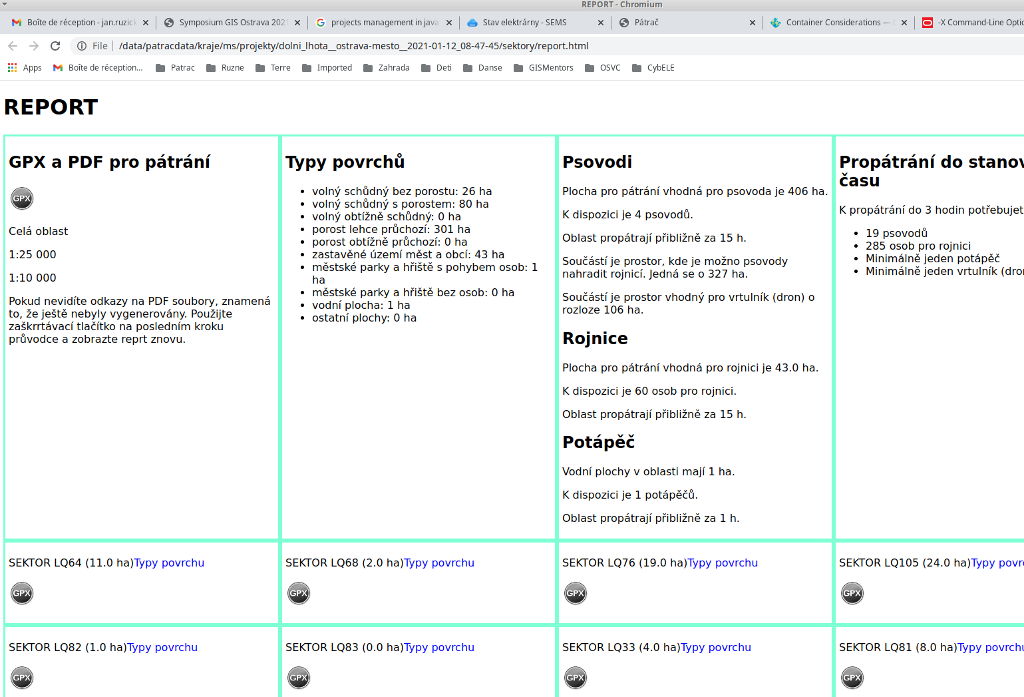 REPORT - Chromium
Boîte de réception - jan.ruzic
Symposium GIS Ostrava 202
projects management in java
Stav elektrárny - SEMS
Pátrač
Container Considerations —
-X Command-Line Optio
File
/data/patracdata/kraje/ms/projekty/dolni_lhota__ostrava-mesto__2021-01-12_08-47-45/sektory/report.html
Apps
Boîte de réception...
Patrac
Ruzne
Terre
Imported
Zahrada
Deti
Danse
GISMentors
OSVC
CybELE
REPORT
GPX a PDF pro pátrání
GPX
Celá oblast
1:25 000
1:10 000
Pokud nevidíte odkazy na PDF soubory, znamená
to, že ještě nebyly vygenerovány. Použijte
zaškrrtávací tlačítko na posledním kroku
průvodce a zobrazte reprt znovu.
Typy povrchů
volný schůdný bez porostu: 26 ha
volný schůdný s porostem: 80 ha
volný obtížně schůdný: 0 ha
porost lehce průchozí: 301 ha
porost obtížně průchozí: 0 ha
zastavěné území měst a obcí: 43 ha
městské parky a hřiště s pohybem osob: 1
ha
městské parky a hřiště bez osob: 0 ha
vodní plocha: 1 ha
ostatní plochy: 0 ha
Psovodi
Plocha pro pátrání vhodná pro psovoda je 406 ha.
K dispozici je 4 psovodů.
Oblast propátrají přibližně za 15 h.
Součástí je prostor, kde je možno psovody
nahradit rojnicí. Jedná se o 327 ha.
Součástí je prostor vhodný pro vrtulník (dron) o
rozloze 106 ha.
Rojnice
Plocha pro pátrání vhodná pro rojnici je 43.0 ha.
K dispozici je 60 osob pro rojnici.
Oblast propátrají přibližně za 15 h.
Potápěč
Vodní plochy v oblasti mají 1 ha.
K dispozici je 1 potápěčů.
Oblast propátrají přibližně za 1 h.
Propátrání do stanov
času
K propátrání do 3 hodin potřebujet
19 psovodů
285 osob pro rojnici
Minimálně jeden potápěč
Minimálně jeden vrtulník (dron
SEKTOR LQ64 (11.0 ha)Typy povrchu
GPX
SEKTOR LQ68 (2.0 ha)Typy povrchu
GPX
SEKTOR LQ76 (19.0 ha)Typy povrchu
GPX
SEKTOR LQ105 (24.0 ha)Typy povr
GPX
SEKTOR LQ82 (1.0 ha)Typy povrchu
GPX
SEKTOR LQ83 (0.0 ha)Typy povrchu
GPX
SEKTOR LQ33 (4.0 ha)Typy povrchu
GPX
SEKTOR LQ81 (8.0 ha)Typy povrchu
GPX